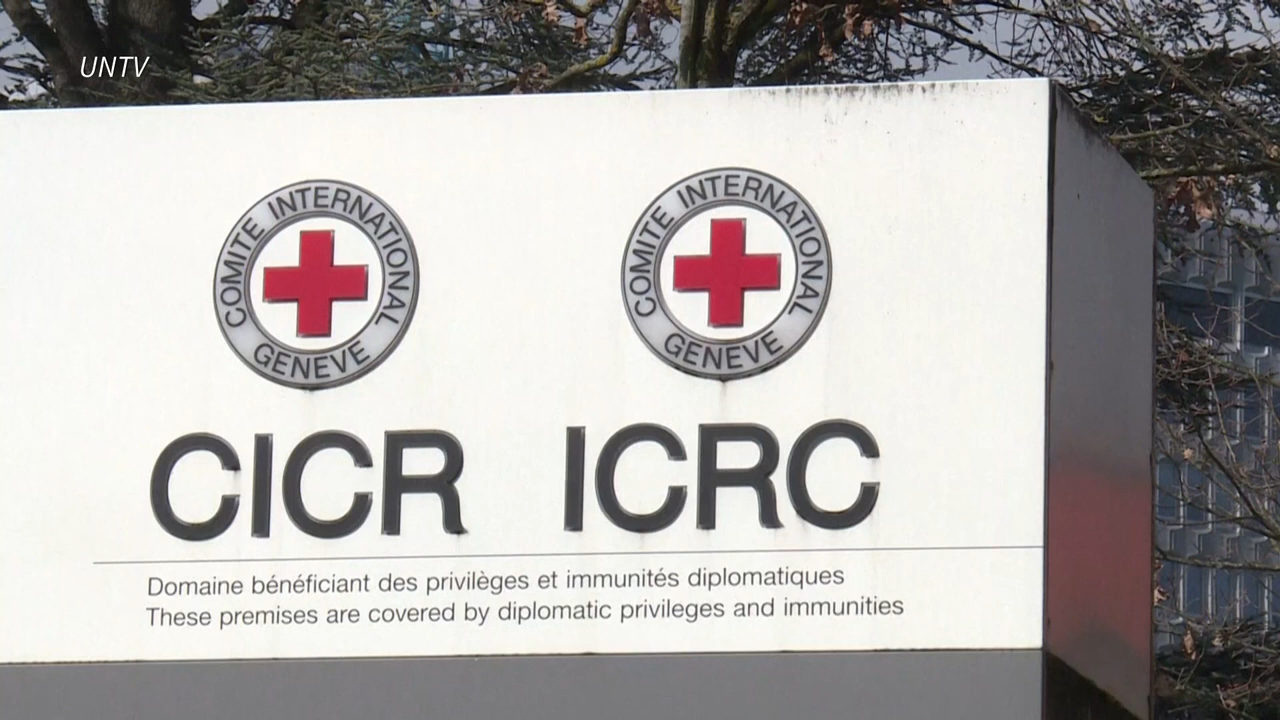 UNTV
COMITE INTERNATIONAL
GENEVE
COMITE INTERNATIONAL
GENEVE
CICR ICRC
Domaine bénéficiant des privilèges et immunités diplomatiques
These premises are covered by diplomatic privileges and immunities